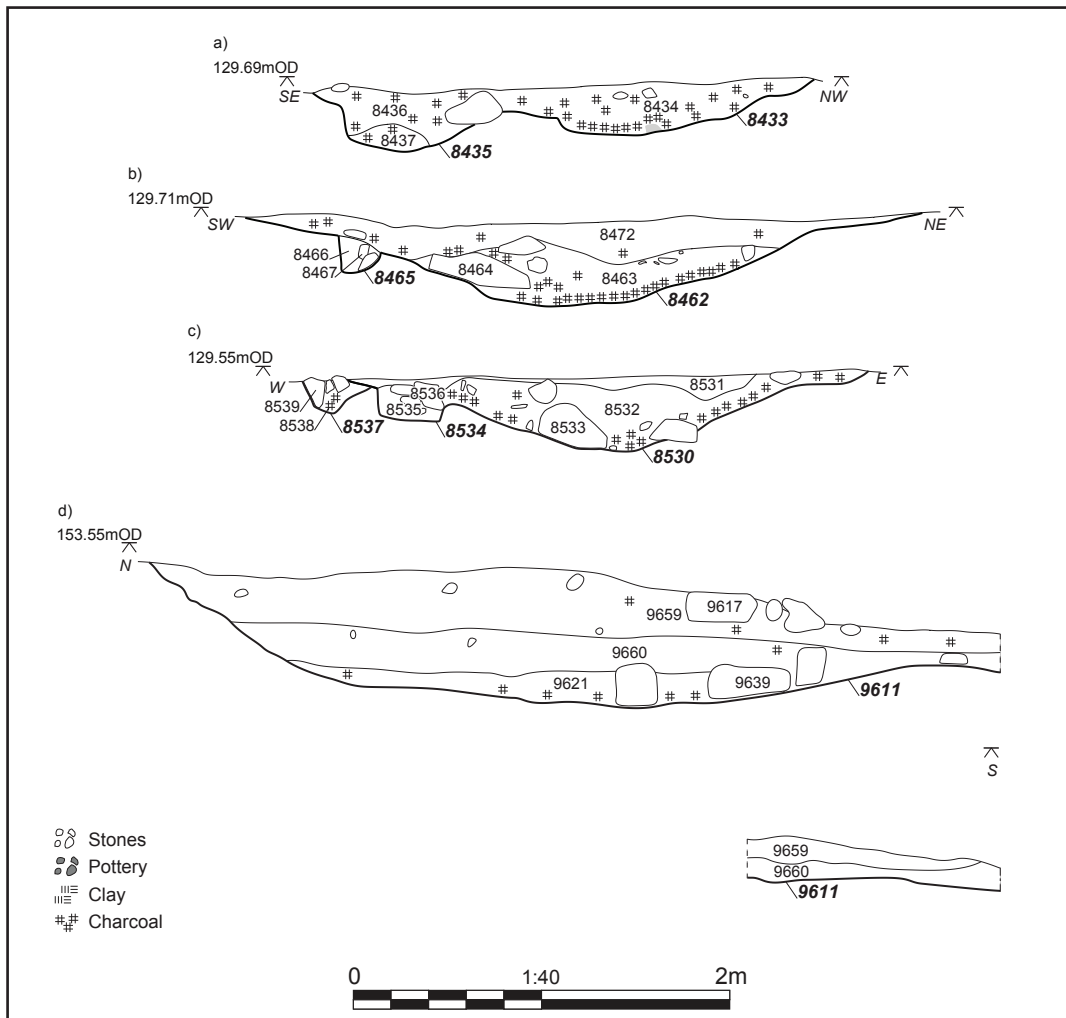 a)
129.69mOD
SE
NW
8436
8434
8437
8435
8433
b)
129.71mOD
SW
NE
8472
8466
8467
8465
8464
8463
8462
c)
129.55mOD
W
E
8531
8539
8536
8535
8532
8538
8537
8534
8533
8530
d)
153.55mOD
N
9659
9617
9660
9621
9639
9611
S
Stones
Pottery
Clay
Charcoal
9659
9660
9611
0 1:40 2m